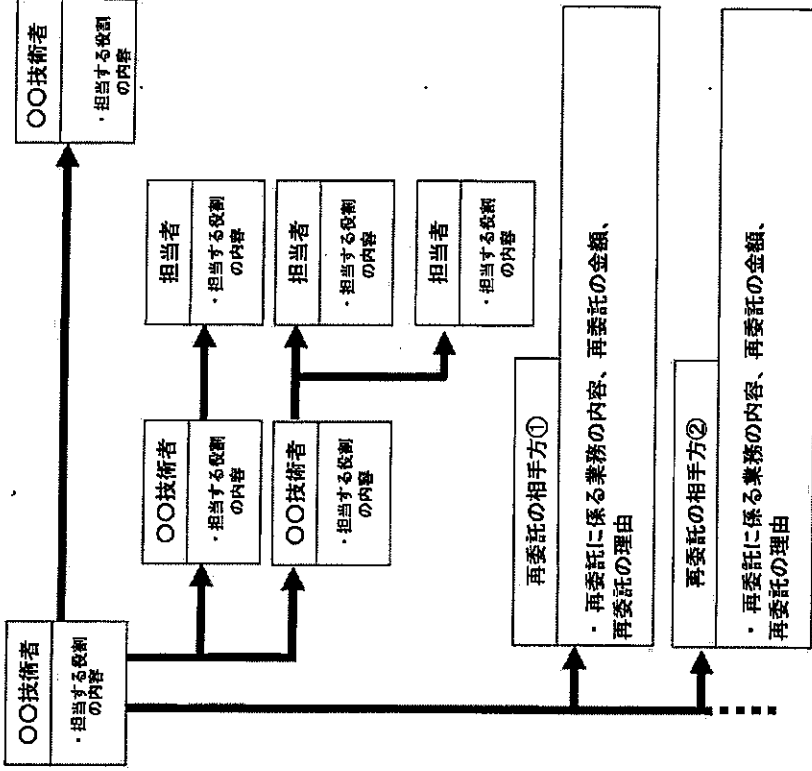 〇〇技術者
・担当する役割
の内容
〇〇技術者
・担当する役割
の内容
〇〇技術者
・担当する役割
の内容
担当者
・担当する役割
の内容
〇〇技術者
・担当する役割
の内容
担当者
・担当する役割
の内容
担当者
・担当する役割
の内容
再委託の相手方①
・再委託に係る業務の内容、再委託の金額、
再委託の理由
再委託の相手方②
・再委託に係る業務の内容、再委託の金額、
再委託の理由